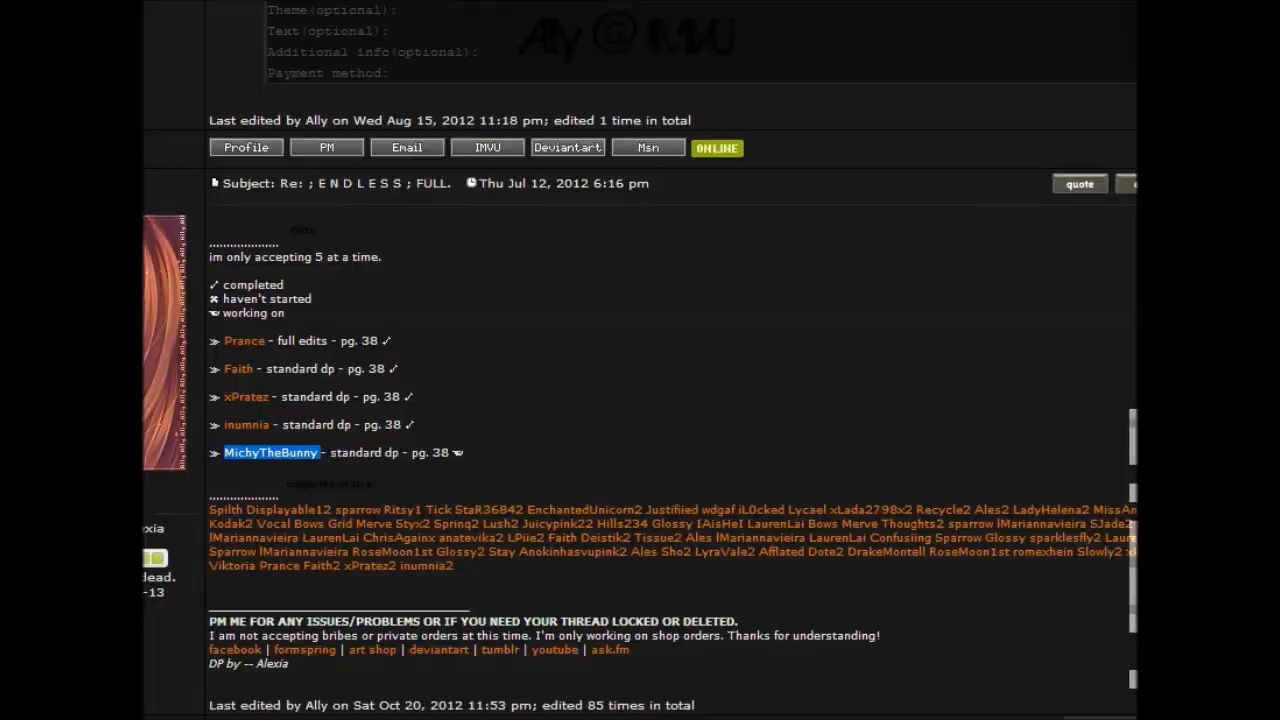 Theme(optional):
Text(optional):
Additional info(optional):
Payment method:
Ally @ IMVU
Last edited by Ally on Wed Aug 15, 2012 11:18 pm; edited 1 time in total
Profile PM Email IMVU Deviantart Msn ONLINE
Subject: Re: ; E N D L E S S ; FULL. Thu Jul 12, 2012 6:16 pm quote
....................
im only accepting 5 at a time.
✓ completed
✖ haven't started
☜ working on
≫ Prance - full edits - pg. 38 ✓
≫ Faith - standard dp - pg. 38 ✓
≫ xPratez - standard dp - pg. 38 ✓
≫ inumnia - standard dp - pg. 38 ✓
≫ MichyTheBunny - standard dp - pg. 38 ☜
....................
Spilth Displayable12 sparrow Ritsy1 Tick StaR36842 EnchantedUnicorn2 Justifiied wdgaf iL0cked Lycael xLada2798x2 Recycle2 Ales2 LadyHelena2 MissAn
Kodak2 Vocal Bows Grid Merve Styx2 Spring2 Lush2 Juicypink22 Hills234 Glossy IAisHeI LaurenLai Bows Merve Thoughts2 sparrow lMariannavieira SJade2
lMariannavieira LaurenLai ChrisAgainx anatevika2 LPiie2 Faith Deistik2 Tissue2 Ales lMariannavieira LaurenLai Confusiing Sparrow Glossy sparklesfly2 Laure
Sparrow lMariannavieira RoseMoon1st Glossy2 Stay Anokinhasvupink2 Ales Sho2 LyraVale2 Afflated Dote2 DrakeMontell RoseMoon1st romexhein Slowly2
Viktoria Prance Faith2 xPratez2 inumnia2
exia
dead.
-13
PM ME FOR ANY ISSUES/PROBLEMS OR IF YOU NEED YOUR THREAD LOCKED OR DELETED.
I am not accepting bribes or private orders at this time. I'm only working on shop orders. Thanks for understanding!
facebook | formspring | art shop | deviantart | tumblr | youtube | ask.fm
DP by -- Alexia
Last edited by Ally on Sat Oct 20, 2012 11:53 pm; edited 85 times in total